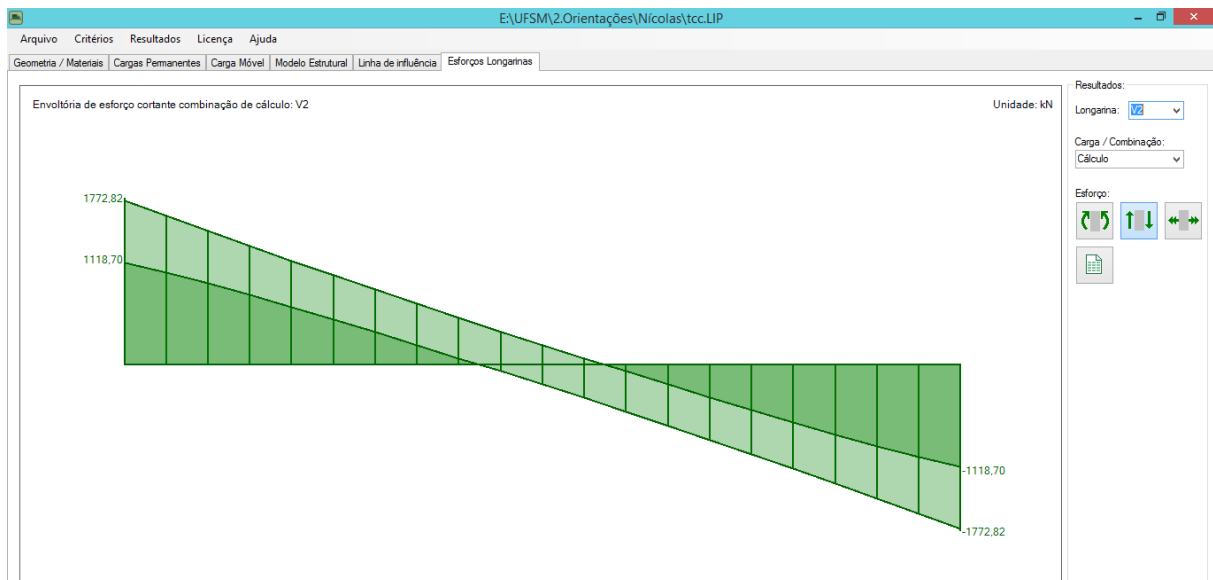 E:\UFSM\2.Orientações\Nícolas\tcc.LIP
Arquivo Critérios Resultados Licença Ajuda
Geometria / Materiais Cargas Permanentes Carga Móvel Modelo Estrutural Linha de influência Esforços Longarinas
Envoltória de esforço cortante combinação de cálculo: V2
Unidade: kN
1772,82
1118,70
-1118,70
-1772,82
Resultados:
Longarina: V2
Carga / Combinação:
Cálculo
Esforço: